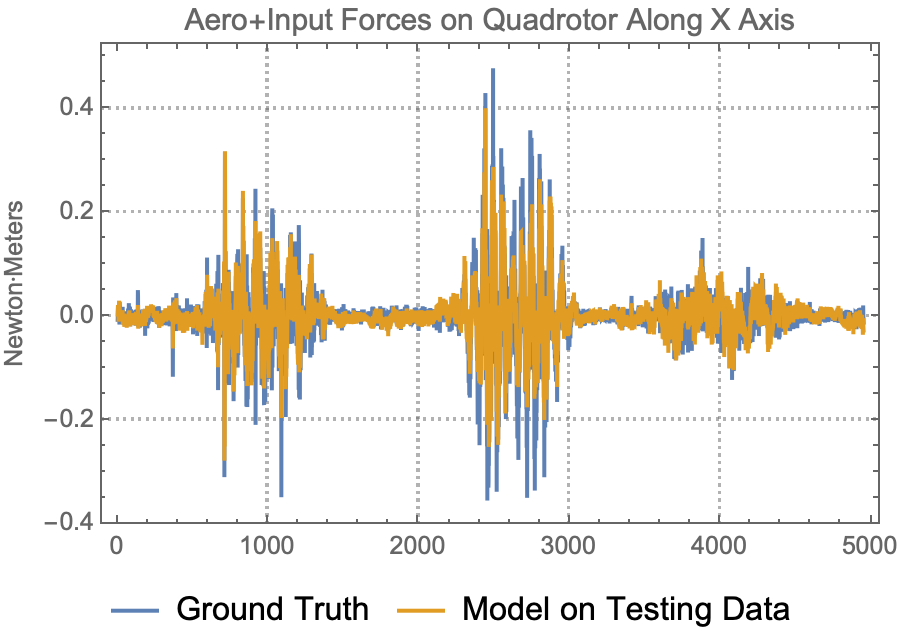 Aero+Input Forces on Quadrotor Along X Axis
Newton·Meters
0.4
0.2
0.0
−0.2
−0.4
0 1000 2000 3000 4000 5000
Ground Truth Model on Testing Data